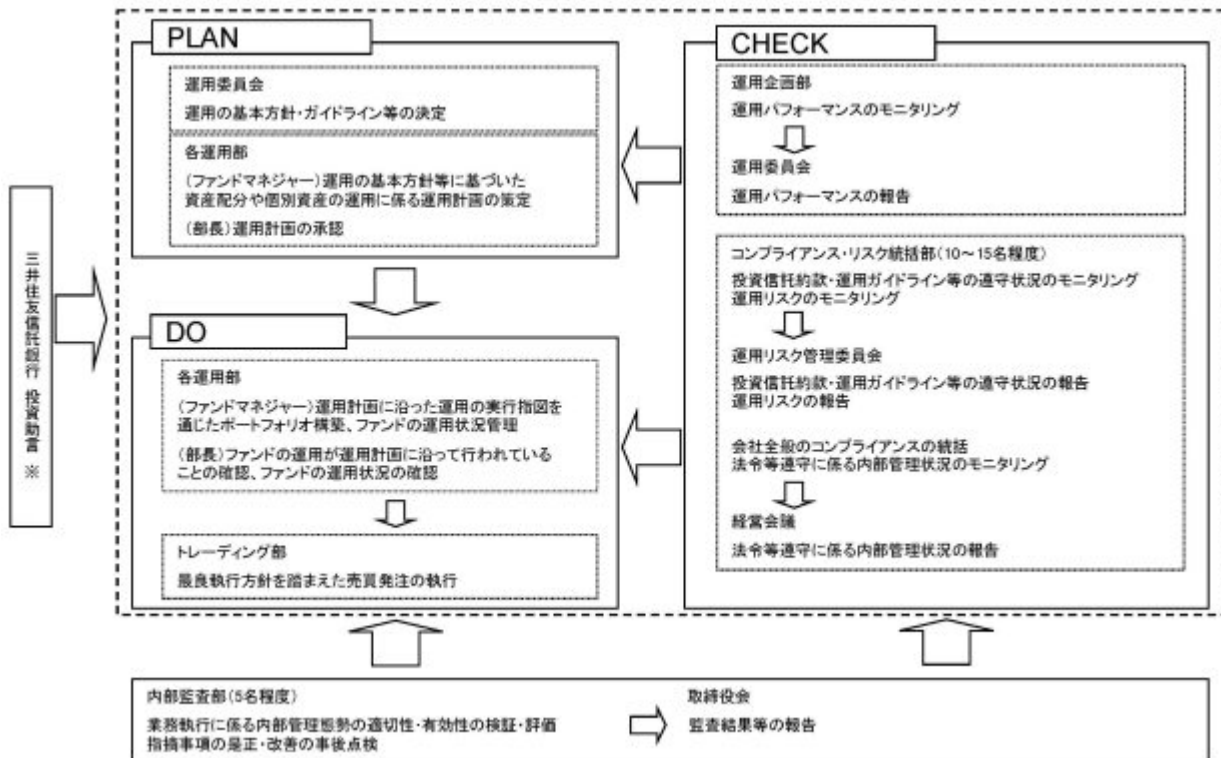 PLAN
運用委員会
運用の基本方針・ガイドライン等の決定
各運用部
(ファンドマネジャー)運用の基本方針等に基づいた
資産配分や個別資産の運用に係る運用計画の策定
(部長)運用計画の承認
DO
各運用部
(ファンドマネジャー)運用計画に沿った運用の実行指図を
通じたポートフォリオ構築、ファンドの運用状況管理
(部長)ファンドの運用が運用計画に沿って行われている
ことの確認、ファンドの運用状況の確認
トレーディング部
最良執行方針を踏まえた売買発注の執行
CHECK
運用企画部
運用パフォーマンスのモニタリング
運用委員会
運用パフォーマンスの報告
コンプライアンス・リスク統括部(10～15名程度)
投資信託約款・運用ガイドライン等の遵守状況のモニタリング
運用リスクのモニタリング
運用リスク管理委員会
投資信託約款・運用ガイドライン等の遵守状況の報告
運用リスクの報告
会社全般のコンプライアンスの統括
法令等遵守に係る内部管理状況のモニタリング
経営会議
法令等遵守に係る内部管理状況の報告
三井住友信託銀行 投資助言 ※
内部監査部(5名程度)
業務執行に係る内部管理態勢の適切性・有効性の検証・評価
指摘事項の是正・改善の事後点検
取締役会
監査結果等の報告